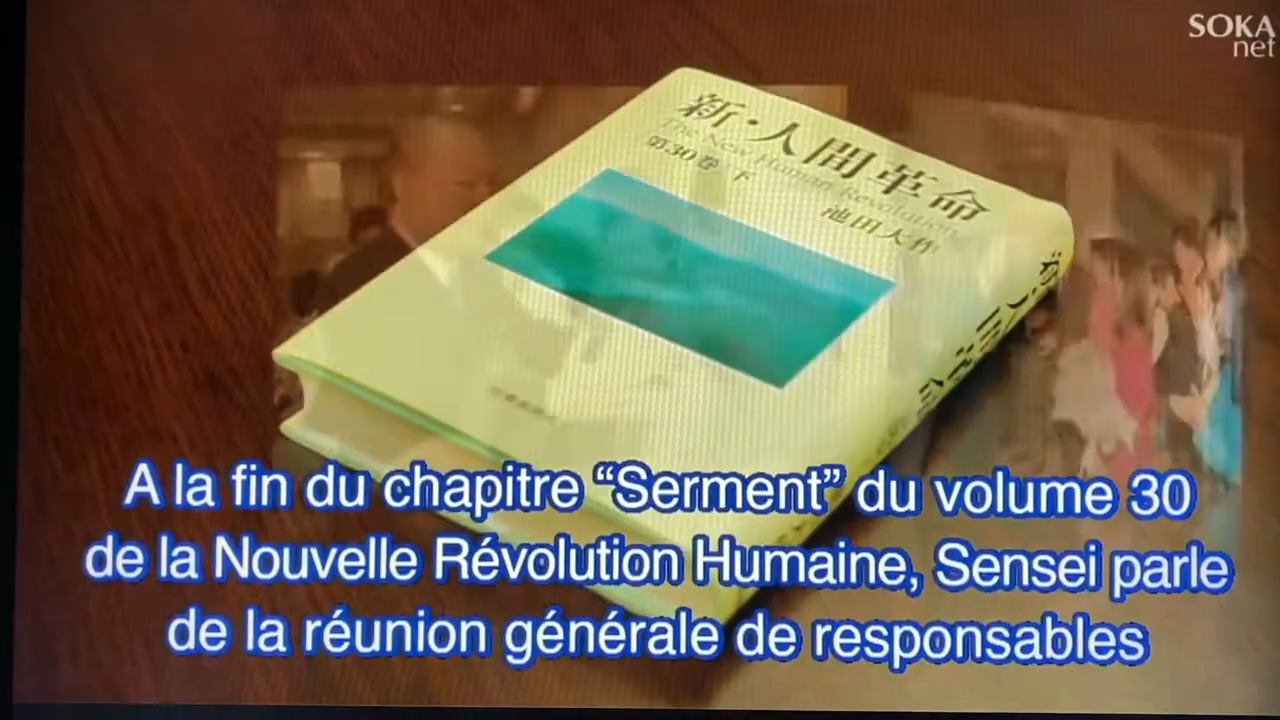 SOKA
net
新・人間革命
The New Human Revolution
第30巻 下
池田大作
A la fin du chapitre “Serment” du volume 30
de la Nouvelle Révolution Humaine, Sensei parle
de la réunion générale de responsables